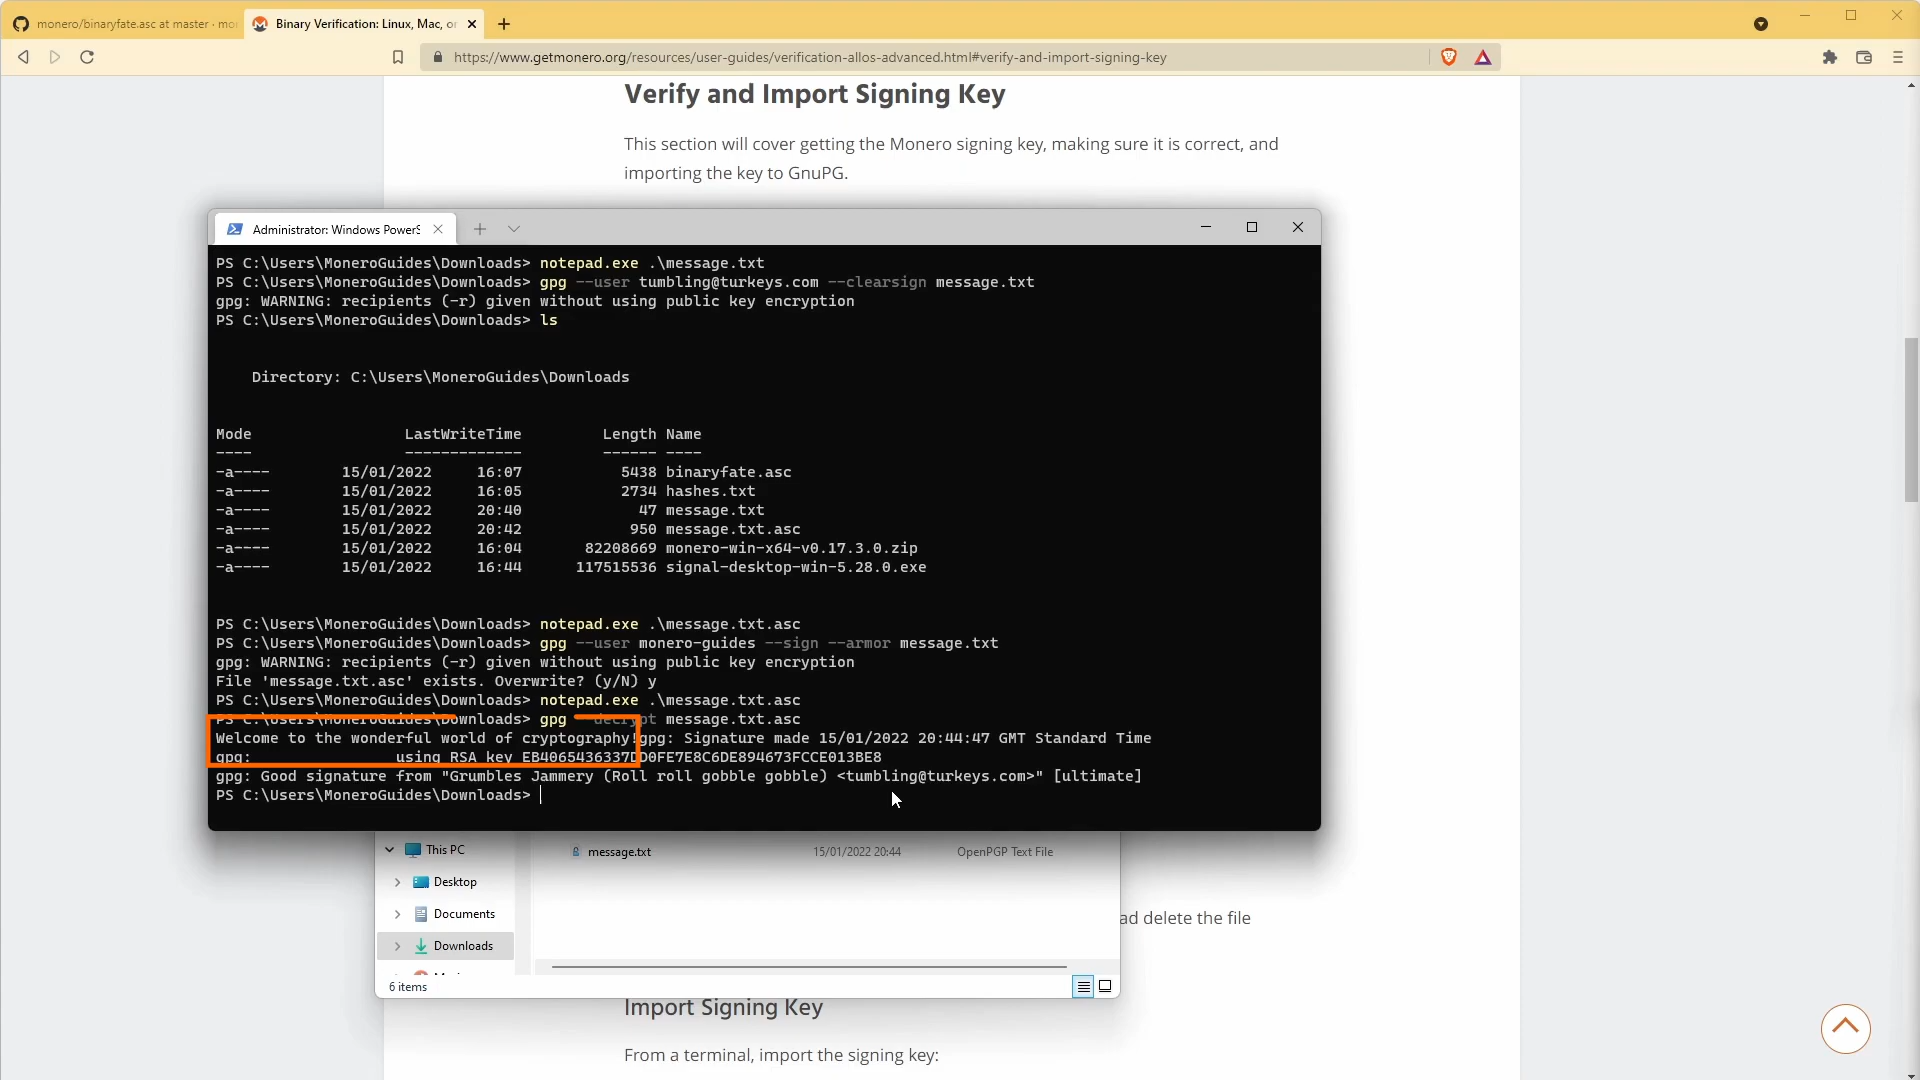 monero/binaryfate.asc at master · mo
Binary Verification: Linux, Mac, or
https://www.getmonero.org/resources/user-guides/verification-allos-advanced.html#verify-and-import-signing-key
Verify and Import Signing Key
This section will cover getting the Monero signing key, making sure it is correct, and
importing the key to GnuPG.
Administrator: Windows PowerS
PS C:\Users\MoneroGuides\Downloads> notepad.exe .\message.txt
PS C:\Users\MoneroGuides\Downloads> gpg --user tumbling@turkeys.com --clearsign message.txt
gpg: WARNING: recipients (-r) given without using public key encryption
PS C:\Users\MoneroGuides\Downloads> ls
Directory: C:\Users\MoneroGuides\Downloads
Mode LastWriteTime Length Name
---- ------------- ------ ----
-a---- 15/01/2022 16:07 5438 binaryfate.asc
-a---- 15/01/2022 16:05 2734 hashes.txt
-a---- 15/01/2022 20:40 47 message.txt
-a---- 15/01/2022 20:42 950 message.txt.asc
-a---- 15/01/2022 16:04 82208669 monero-win-x64-v0.17.3.0.zip
-a---- 15/01/2022 16:44 117515536 signal-desktop-win-5.28.0.exe
PS C:\Users\MoneroGuides\Downloads> notepad.exe .\message.txt.asc
PS C:\Users\MoneroGuides\Downloads> gpg --user monero-guides --sign --armor message.txt
gpg: WARNING: recipients (-r) given without using public key encryption
File 'message.txt.asc' exists. Overwrite? (y/N) y
PS C:\Users\MoneroGuides\Downloads> notepad.exe .\message.txt.asc
PS C:\Users\MoneroGuides\Downloads> gpg --decrypt message.txt.asc
Welcome to the wonderful world of cryptography!gpg: Signature made 15/01/2022 20:44:47 GMT Standard Time
gpg: using RSA key EB4065436337DD0FE7E8C6DE894673FCCE013BE8
gpg: Good signature from "Grumbles Jammery (Roll roll gobble gobble) <tumbling@turkeys.com>" [ultimate]
PS C:\Users\MoneroGuides\Downloads>
This PC
message.txt 15/01/2022 20:44 OpenPGP Text File
Desktop
Documents
ad delete the file
Downloads
6 items
Import Signing Key
From a terminal, import the signing key: